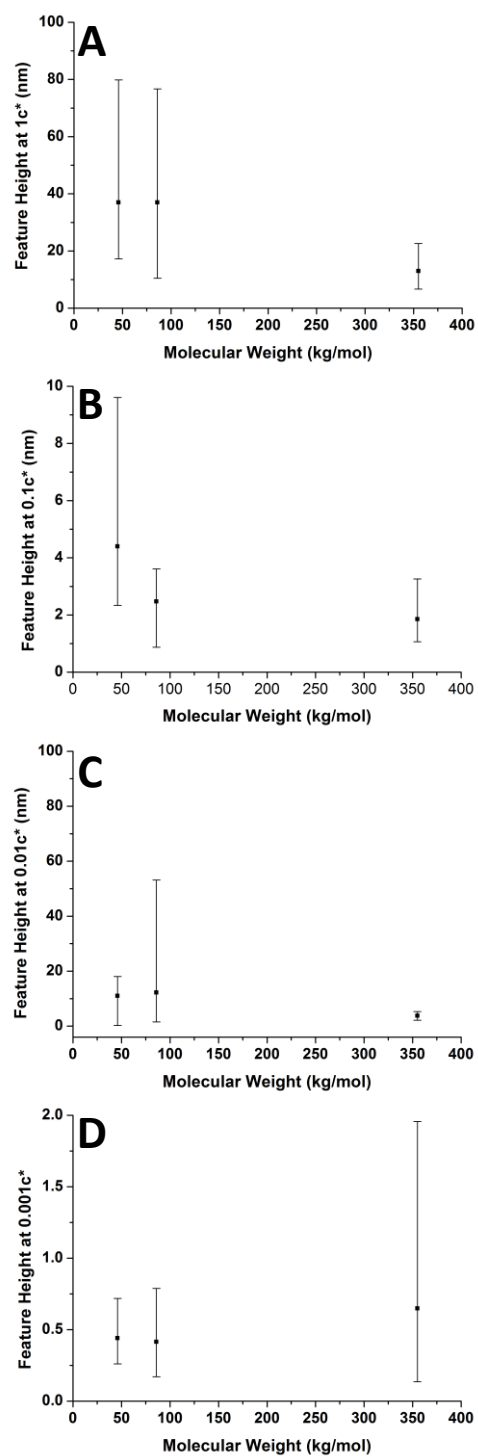 A
100
80
60
40
20
0
Feature Height at 1c* (nm)
0 50 100 150 200 250 300 350 400
Molecular Weight (kg/mol)
B
10
8
6
4
2
0
Feature Height at 0.1c* (nm)
0 50 100 150 200 250 300 350 400
Molecular Weight (kg/mol)
C
100
80
60
40
20
0
Feature Height at 0.01c* (nm)
0 50 100 150 200 250 300 350 400
Molecular Weight (kg/mol)
D
2.0
1.5
1.0
0.5
0.0
Feature Height at 0.001c*
0 50 100 150 200 250 300 350 400
Molecular Weight (kg/mol)